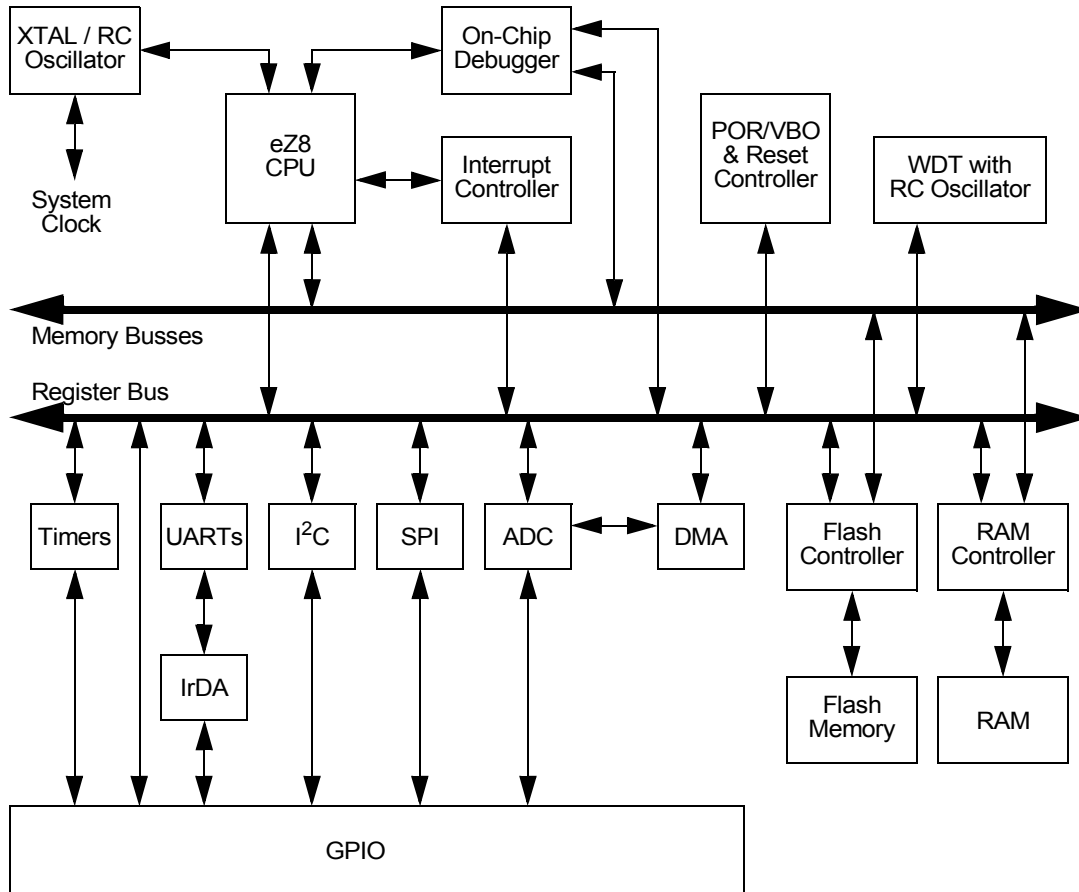 XTAL / RC
Oscillator
On-Chip
Debugger
eZ8
CPU
Interrupt
Controller
POR/VBO
& Reset
Controller
WDT with
RC Oscillator
System
Clock
Memory Busses
Register Bus
Timers
UARTs
I²C
SPI
ADC
DMA
Flash
Controller
RAM
Controller
IrDA
Flash
Memory
RAM
GPIO